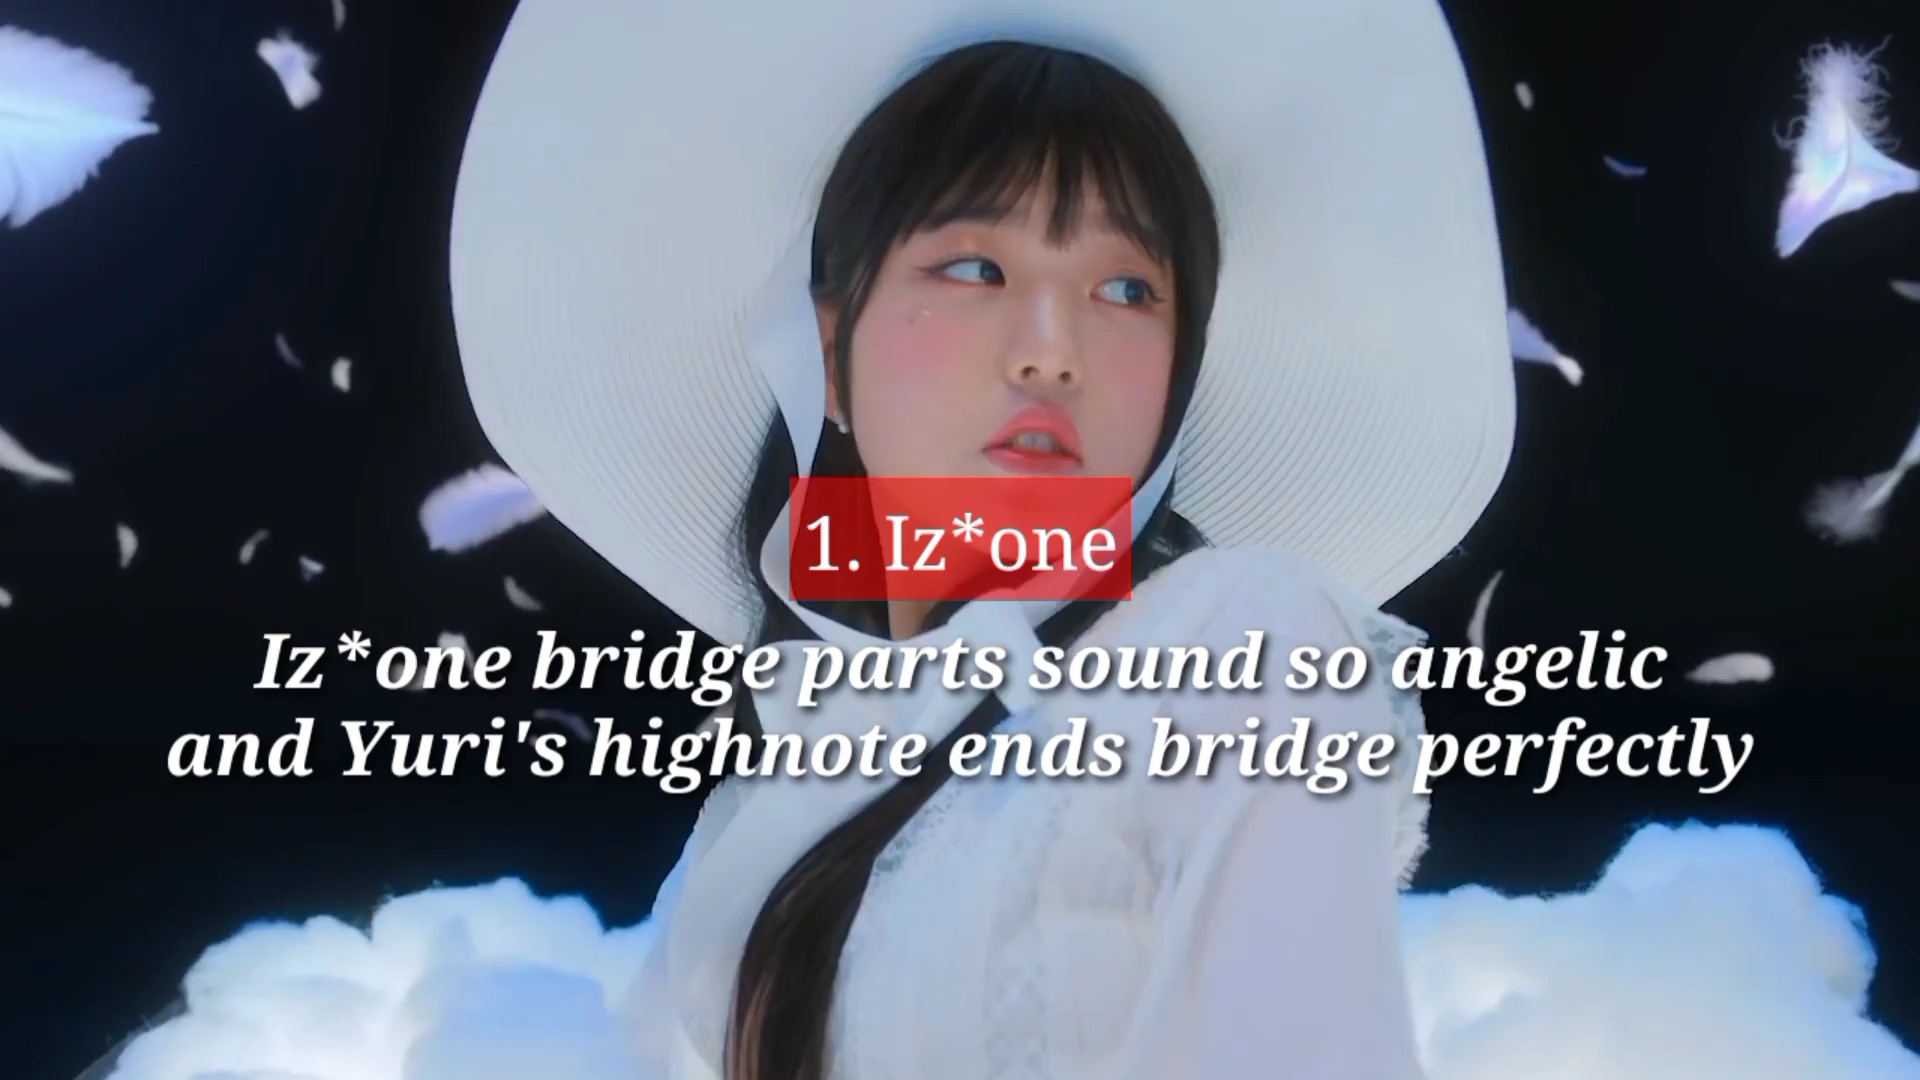 1. Iz*one
Iz*one bridge parts sound so angelic
and Yuri's highnote ends bridge perfectly